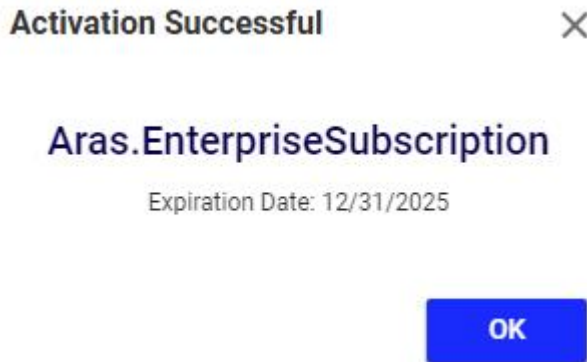 Activation Successful
Aras.EnterpriseSubscription
Expiration Date: 12/31/2025
OK